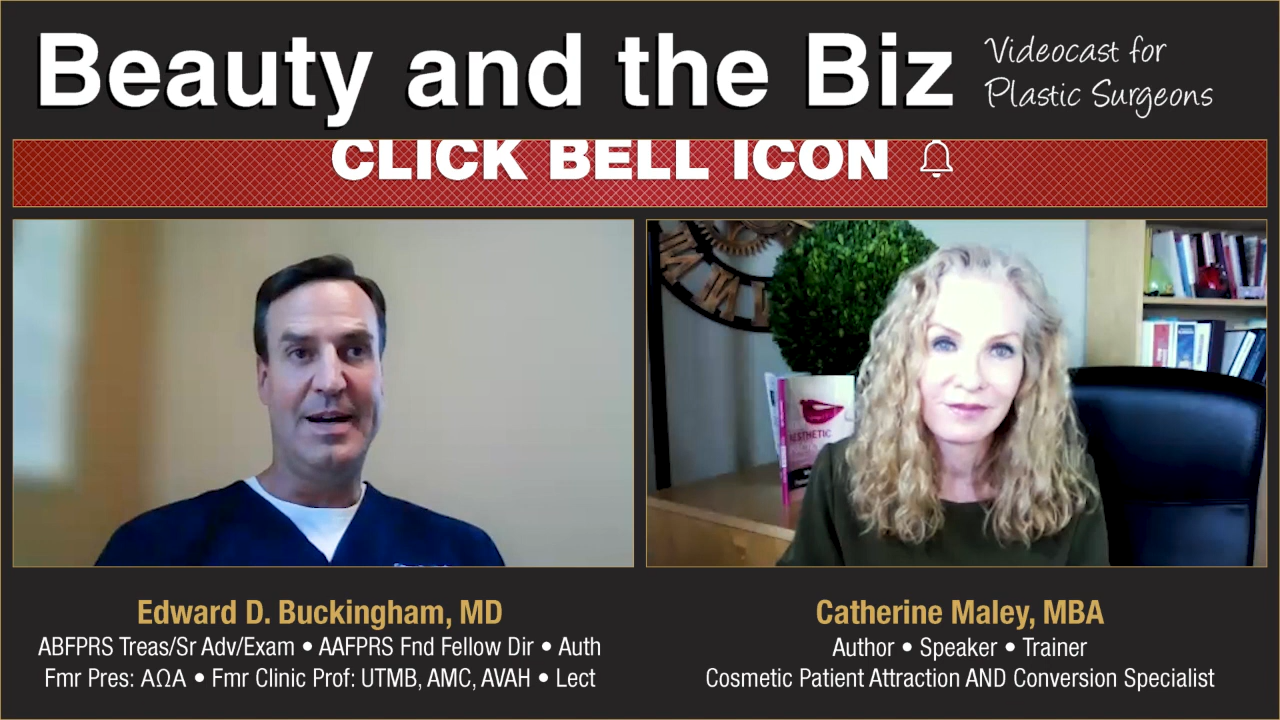 Beauty and the Biz
Videocast for
Plastic Surgeons
CLICK BELL ICON
AESTHETIC
Edward D. Buckingham, MD
ABFPRS Treas/Sr Adv/Exam • AAFPRS Fnd Fellow Dir • Auth
Fmr Pres: AΩA • Fmr Clinic Prof: UTMB, AMC, AVAH • Lect
Catherine Maley, MBA
Author • Speaker • Trainer
Cosmetic Patient Attraction AND Conversion Specialist